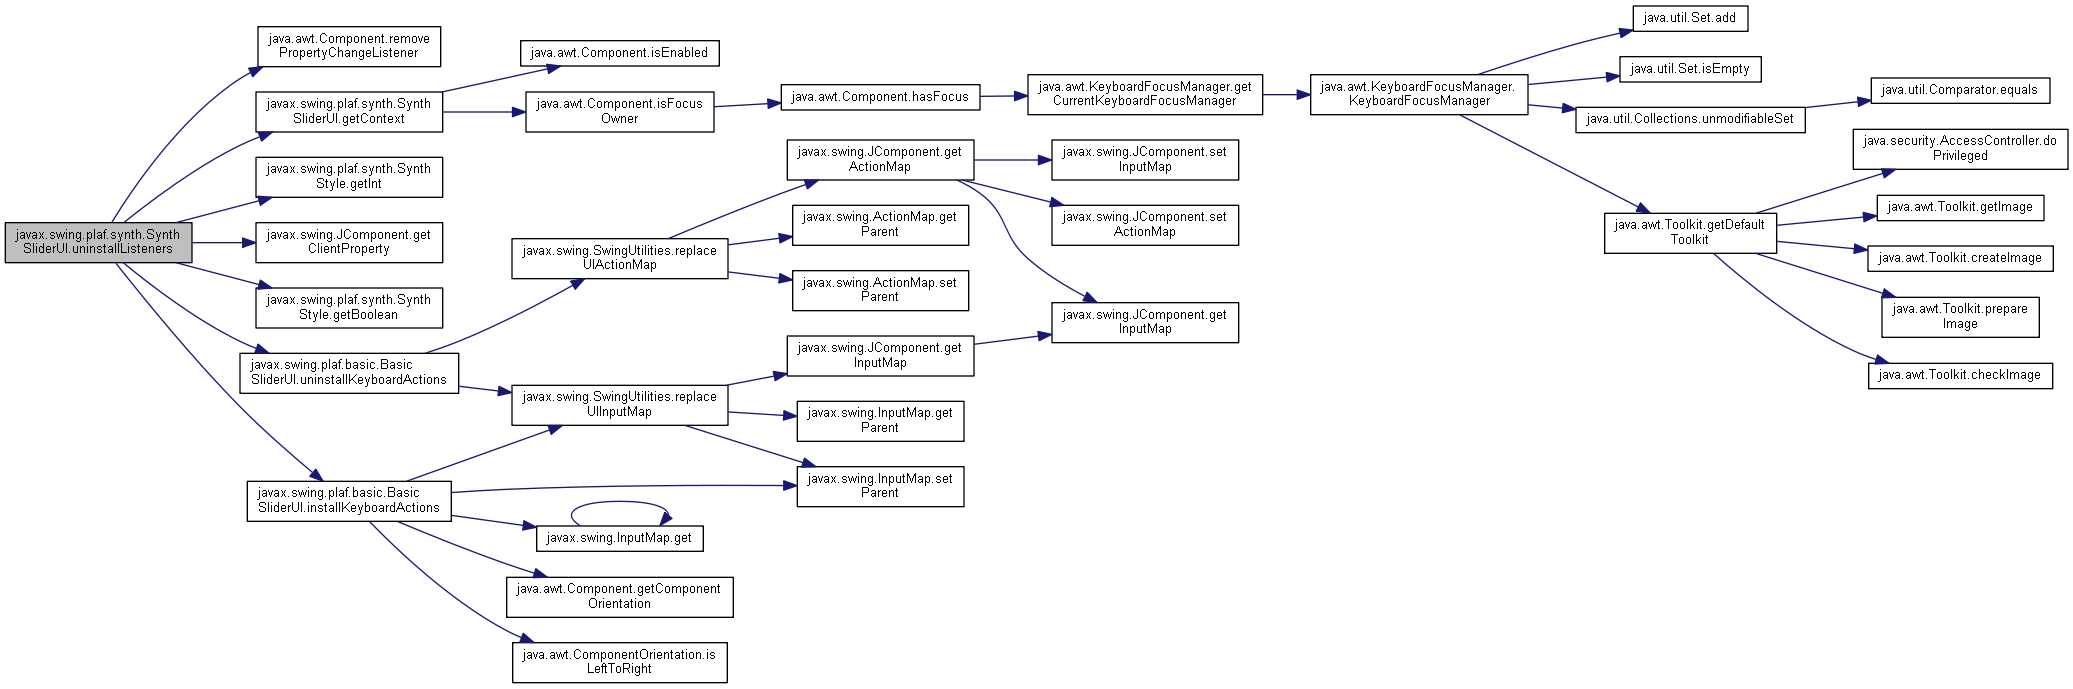 javax.swing.plaf.synth.Synth
SliderUI.uninstallListeners
java.awt.Component.remove
PropertyChangeListener
javax.swing.plaf.synth.Synth
SliderUI.getContext
javax.swing.plaf.synth.Synth
Style.getInt
javax.swing.JComponent.get
ClientProperty
javax.swing.plaf.synth.Synth
Style.getBoolean
javax.swing.plaf.basic.Basic
SliderUI.uninstallKeyboardActions
javax.swing.plaf.basic.Basic
SliderUI.installKeyboardActions
java.awt.Component.isEnabled
java.awt.Component.isFocus
Owner
javax.swing.SwingUtilities.replace
UIActionMap
javax.swing.SwingUtilities.replace
UIInputMap
javax.swing.InputMap.get
java.awt.Component.getComponent
Orientation
java.awt.ComponentOrientation.is
LeftToRight
java.awt.Component.hasFocus
javax.swing.JComponent.get
ActionMap
javax.swing.ActionMap.get
Parent
javax.swing.ActionMap.set
Parent
javax.swing.JComponent.get
InputMap
javax.swing.InputMap.get
Parent
javax.swing.InputMap.set
Parent
java.awt.KeyboardFocusManager.get
CurrentKeyboardFocusManager
javax.swing.JComponent.set
InputMap
javax.swing.JComponent.set
ActionMap
javax.swing.JComponent.get
InputMap
java.awt.KeyboardFocusManager.
KeyboardFocusManager
java.util.Set.add
java.util.Set.isEmpty
java.util.Collections.unmodifiableSet
java.awt.Toolkit.getDefault
Toolkit
java.util.Comparator.equals
java.security.AccessController.do
Privileged
java.awt.Toolkit.getImage
java.awt.Toolkit.createImage
java.awt.Toolkit.prepare
Image
java.awt.Toolkit.checkImage